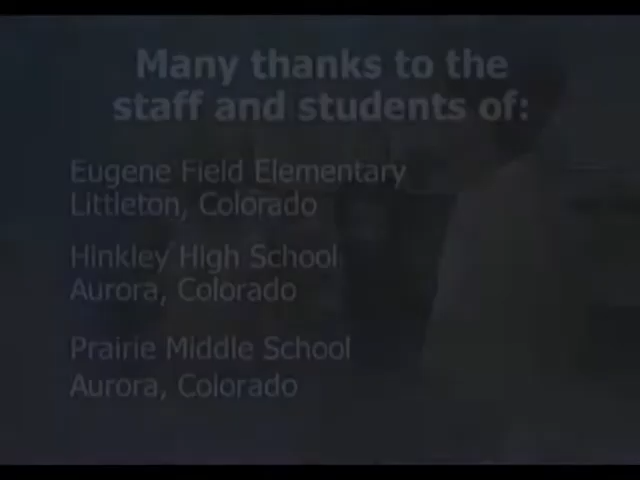 Many thanks to the
staff and students of:
Eugene Field Elementary
Littleton, Colorado
Hinkley High School
Aurora, Colorado
Prairie Middle School
Aurora, Colorado